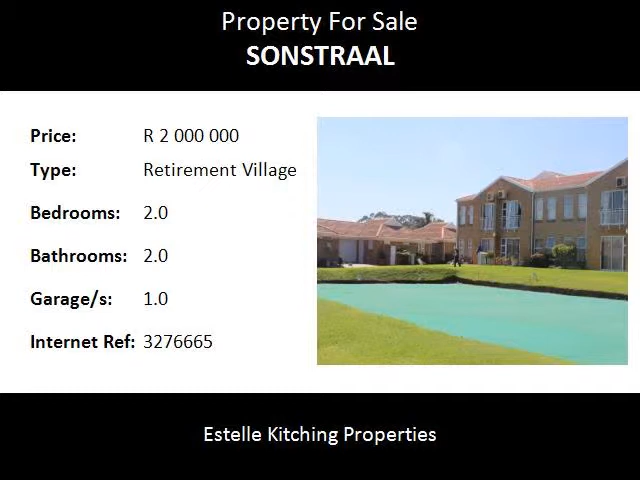 Property For Sale
SONSTRAAL
Price: R 2 000 000
Type: Retirement Village
Bedrooms: 2.0
Bathrooms: 2.0
Garage/s: 1.0
Internet Ref: 3276665
Estelle Kitching Properties